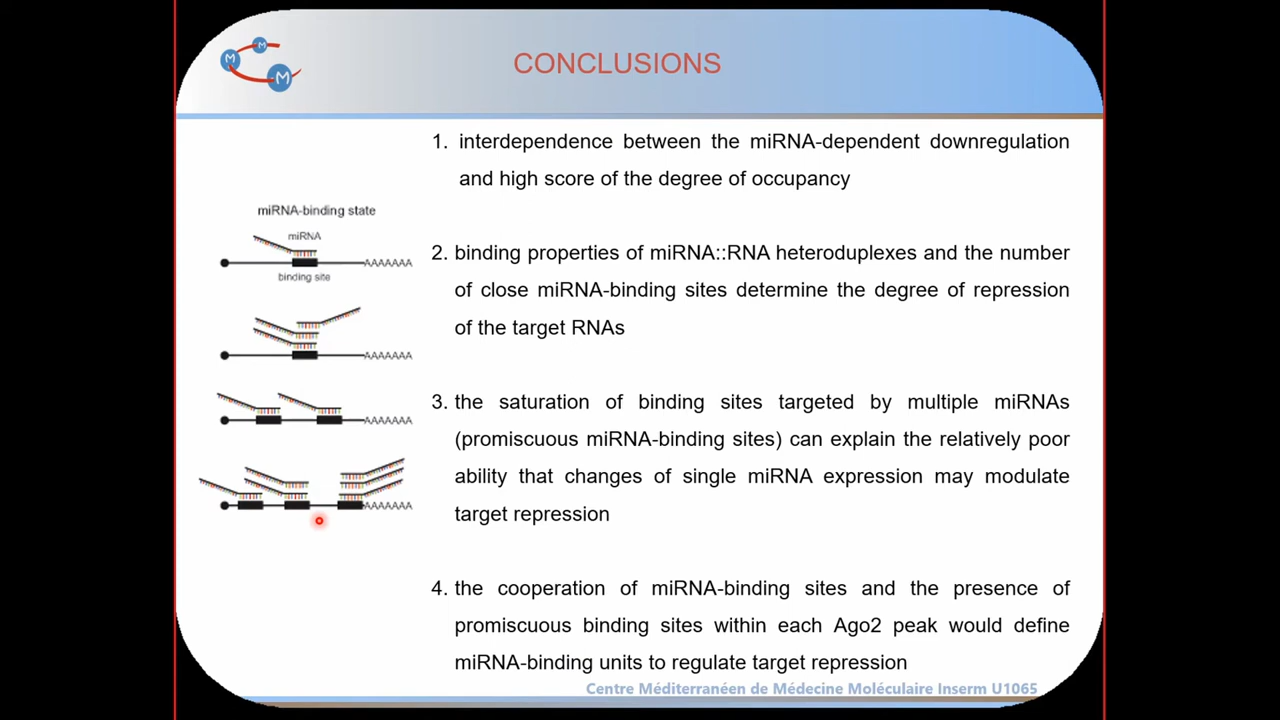 M
M
M
CONCLUSIONS
miRNA-binding state
miRNA
AAAAAAA
binding site
AAAAAAA
AAAAAAA
AAAAAAA
1. interdependence between the miRNA-dependent downregulation
and high score of the degree of occupancy
2. binding properties of miRNA::RNA heteroduplexes and the number
of close miRNA-binding sites determine the degree of repression
of the target RNAs
3. the saturation of binding sites targeted by multiple miRNAs
(promiscuous miRNA-binding sites) can explain the relatively poor
ability that changes of single miRNA expression may modulate
target repression
4. the cooperation of miRNA-binding sites and the presence of
promiscuous binding sites within each Ago2 peak would define
miRNA-binding units to regulate target repression
Centre Méditerranéen de Médecine Moléculaire Inserm U1065